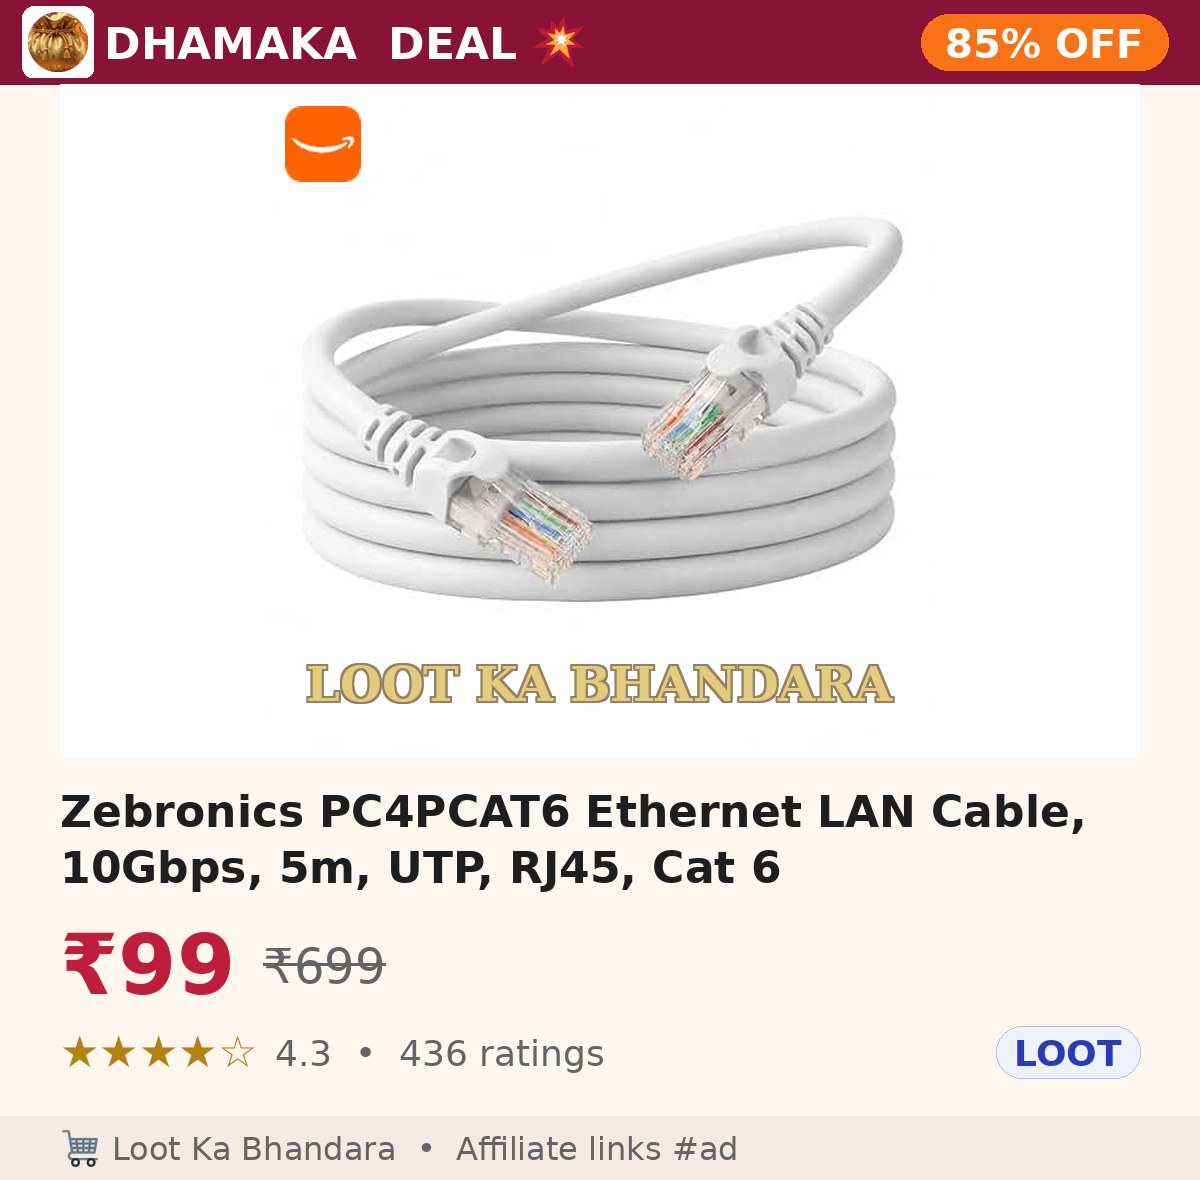 DHAMAKA DEAL 💥
85% OFF
LOOT KA BHANDARA
Zebronics PC4PCAT6 Ethernet LAN Cable,
10Gbps, 5m, UTP, RJ45, Cat 6
₹99 ₹699
★★★★☆ 4.3 • 436 ratings
LOOT
🛒 Loot Ka Bhandara • Affiliate links #ad